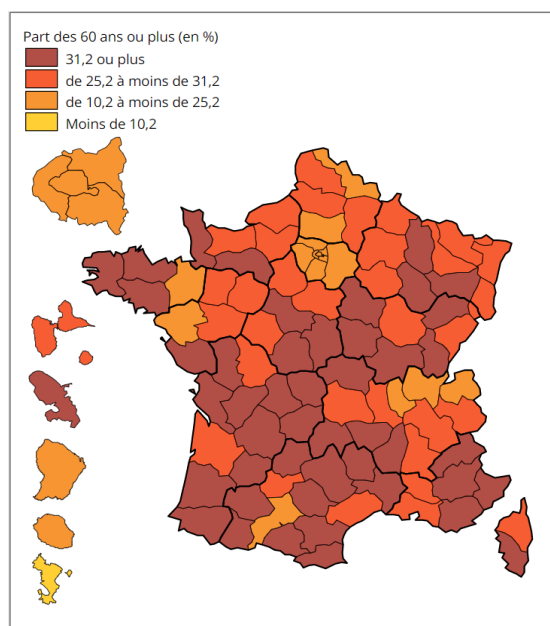 Part des 60 ans ou plus (en %)
31,2 ou plus
de 25,2 à moins de 31,2
de 10,2 à moins de 25,2
Moins de 10,2